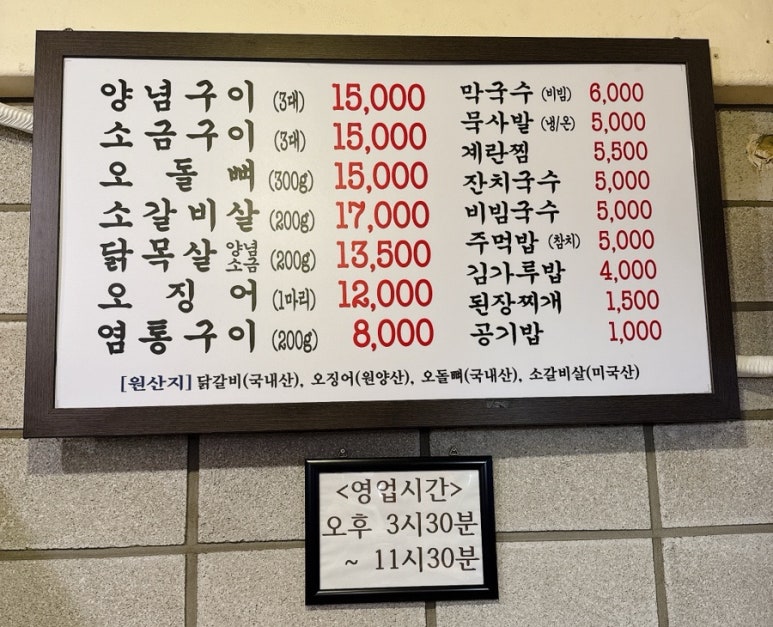 양념구이 (3대) 15,000
소금구이 (3대) 15,000
오돌뼈 (300g) 15,000
소갈비살 (200g) 17,000
닭목살 양념 소금 (200g) 13,500
오징어 (1마리) 12,000
염통구이 (200g) 8,000
막국수 (비빔) 6,000
묵사발 (냉/온) 5,000
계란찜 5,500
잔치국수 5,000
비빔국수 5,000
주먹밥 (참치) 5,000
김가루밥 4,000
된장찌개 1,500
공기밥 1,000
[원산지] 닭갈비(국내산), 오징어(원양산), 오돌뼈(국내산), 소갈비살(미국산)
<영업시간>
오후 3시30분
~ 11시30분